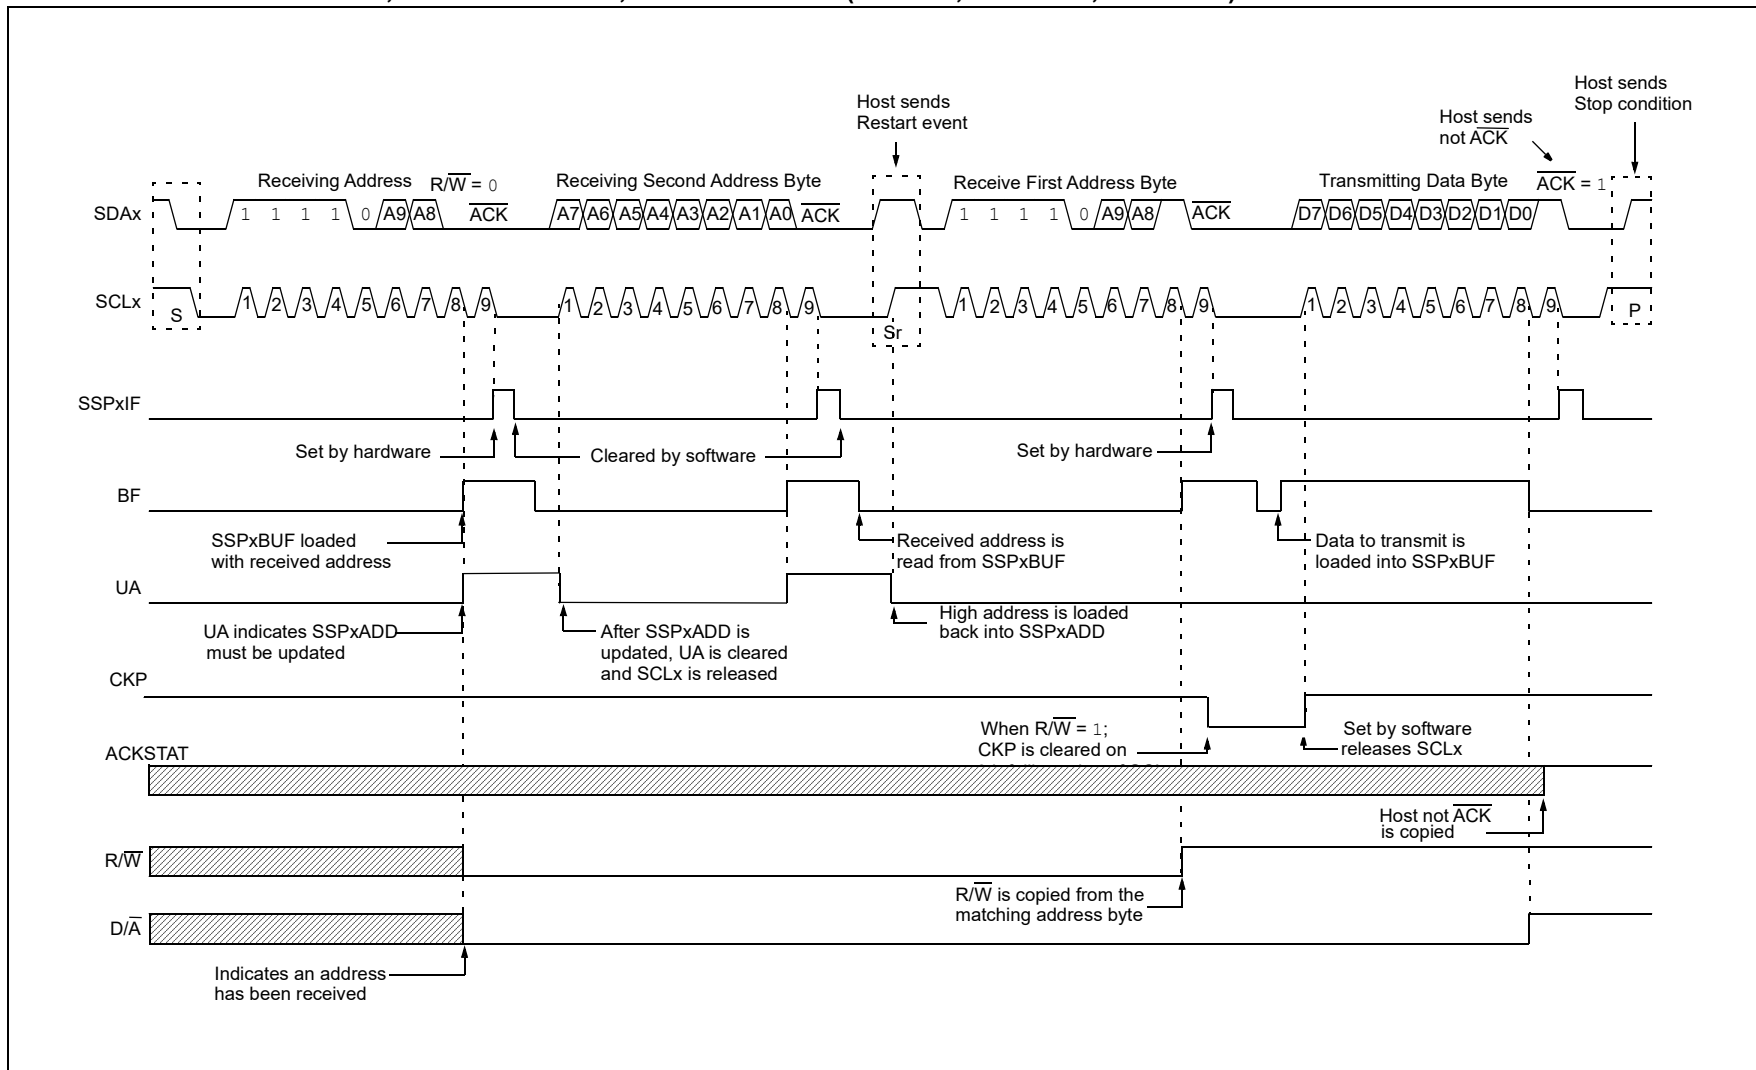 Host sends
Restart event
Host sends
not ACK
Host sends
Stop condition
Receiving Address R/W = 0
Receiving Second Address Byte
Receive First Address Byte
Transmitting Data Byte
ACK = 1
SDAx
1 1 1 1 0 A9 A8 ACK
A7 A6 A5 A4 A3 A2 A1 A0 ACK
1 1 1 1 0 A9 A8 ACK
D7 D6 D5 D4 D3 D2 D1 D0
SCLx
S
1 2 3 4 5 6 7 8 9
1 2 3 4 5 6 7 8 9
Sr
1 2 3 4 5 6 7 8 9
1 2 3 4 5 6 7 8 9
P
SSPxIF
Set by hardware
Cleared by software
Set by hardware
BF
SSPxBUF loaded
with received address
Received address is
read from SSPxBUF
Data to transmit is
loaded into SSPxBUF
UA
UA indicates SSPxADD
must be updated
After SSPxADD is
updated, UA is cleared
and SCLx is released
High address is loaded
back into SSPxADD
CKP
When R/W = 1;
CKP is cleared on
Set by software
releases SCLx
ACKSTAT
Host not ACK
is copied
R/W
R/W is copied from the
matching address byte
D/A
Indicates an address
has been received